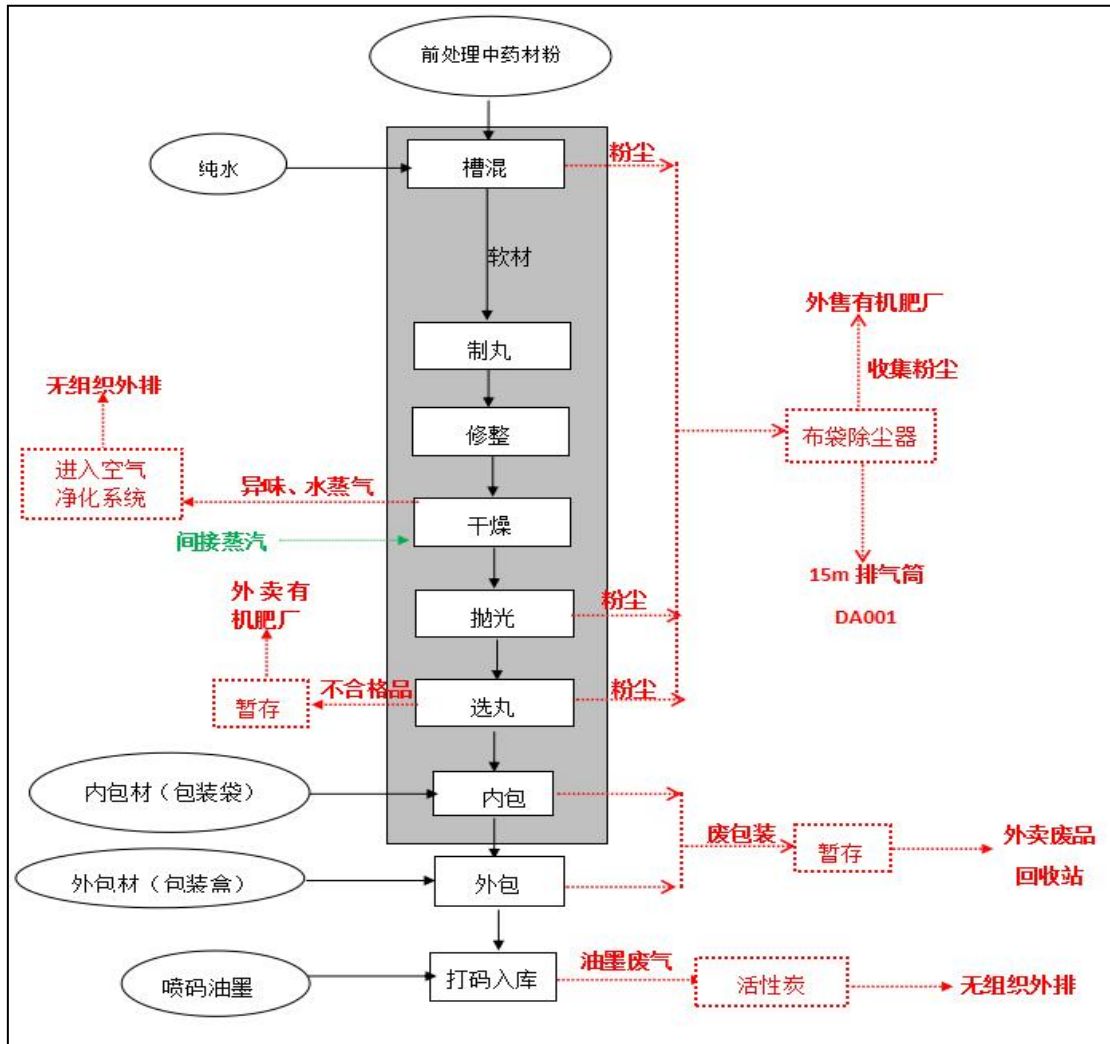 前处理中药材粉
纯水
槽混
粉尘
软材
外售有机肥厂
收集粉尘
制丸
无组织外排
修整
布袋除尘器
进入空气
净化系统
异味、水蒸气
干燥
间接蒸汽
15m 排气筒
DA001
外 卖 有
机肥厂
抛光
粉尘
不合格品
暂存
选丸
粉尘
内包材（包装袋）
内包
废包装
暂存
外卖废品
回收站
外包材（包装盒）
外包
喷码油墨
打码入库
油墨废气
活性炭
无组织外排